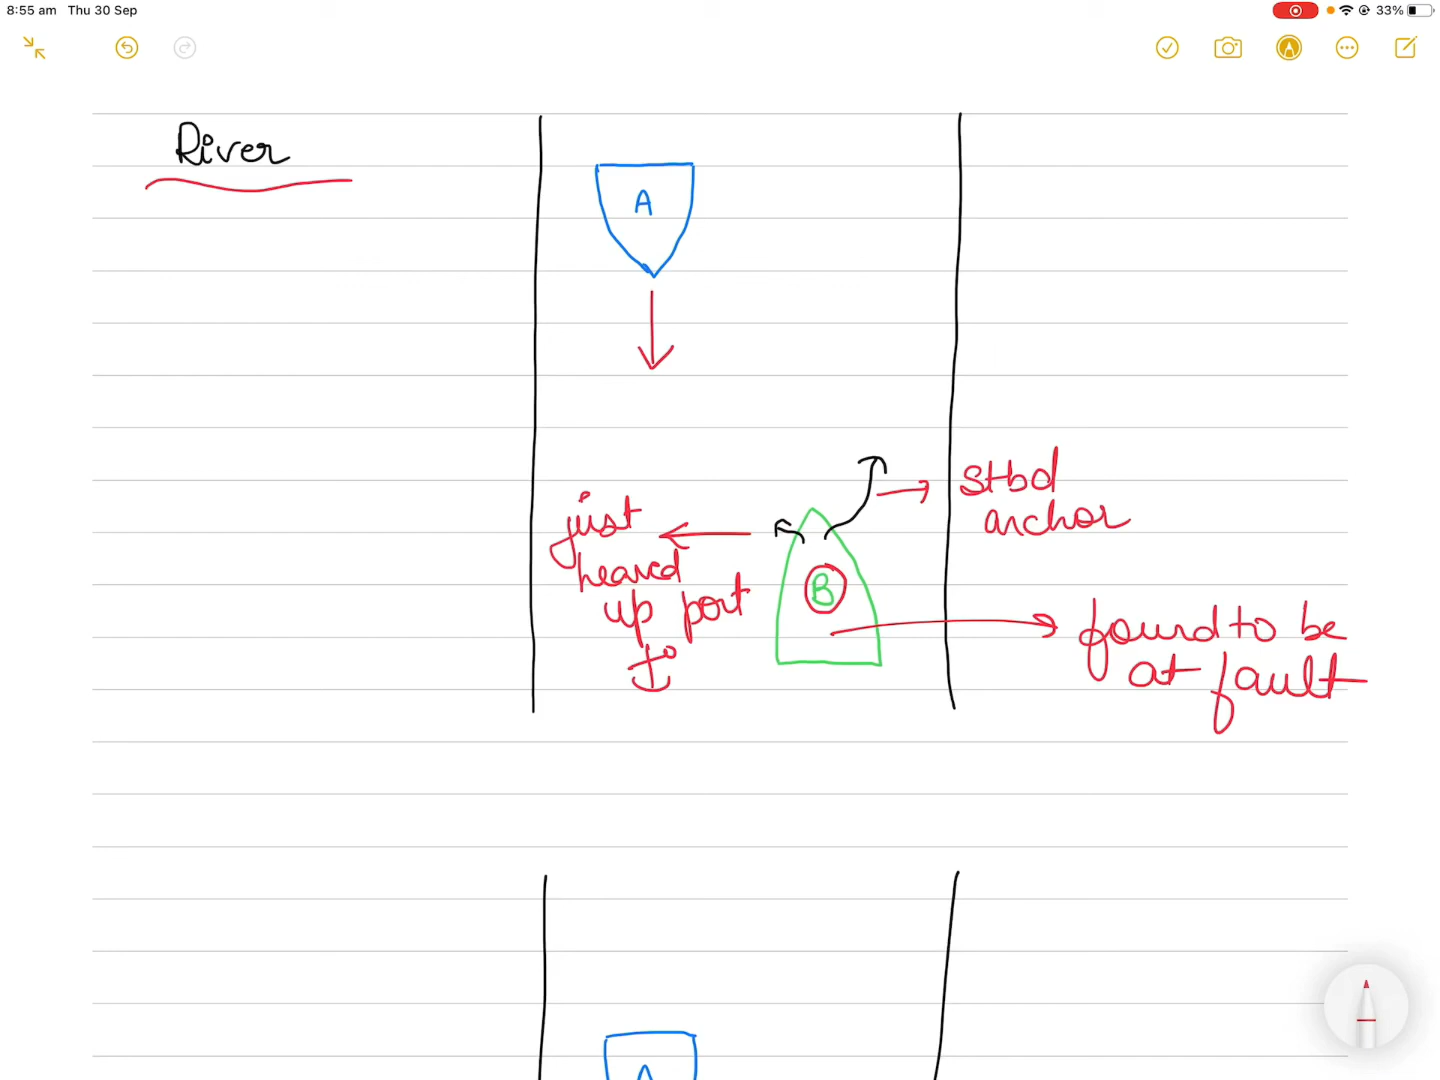 8:55 am Thu 30 Sep
33%
River
A
stbd
anchor
just
heaved
up port
B
found to be
at fault
A